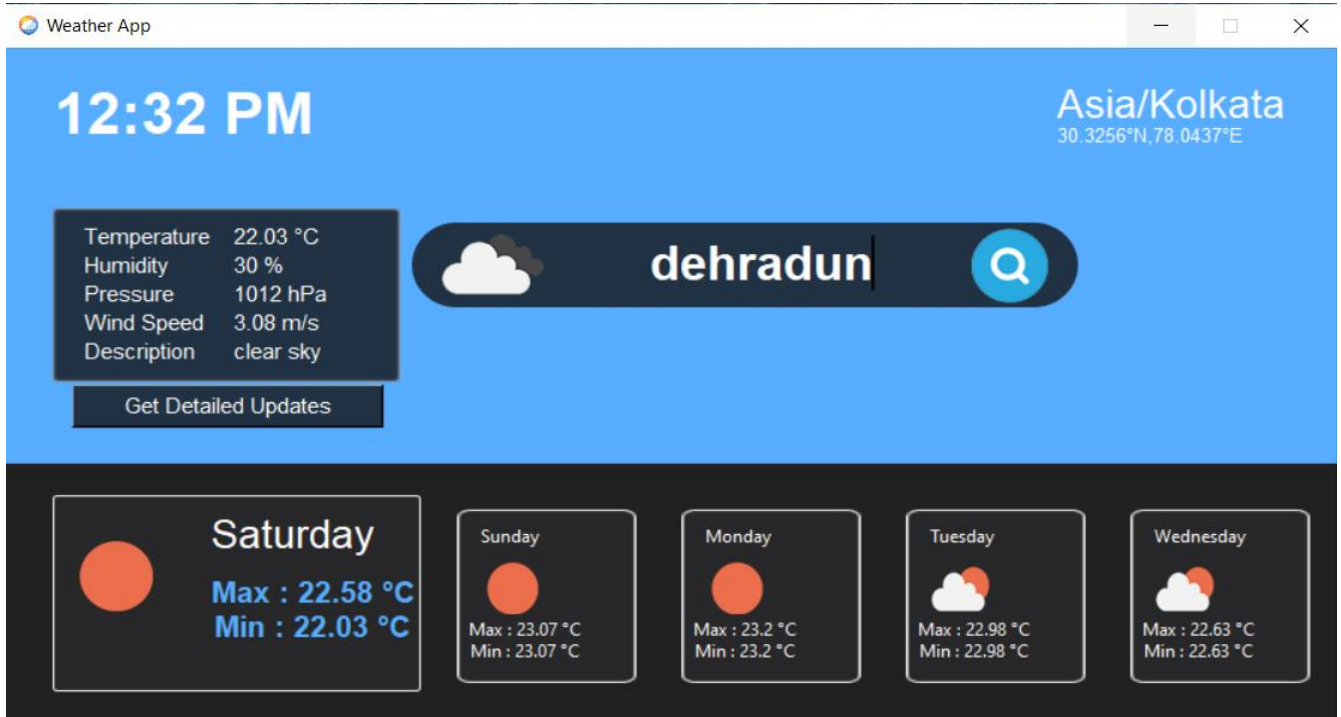 Weather App
12:32 PM
Asia/Kolkata
30.3256°N,78.0437°E
Temperature 22.03 °C
Humidity 30 %
Pressure 1012 hPa
Wind Speed 3.08 m/s
Description clear sky
dehradun
Get Detailed Updates
Saturday
Max : 22.58 °C
Min : 22.03 °C
Sunday
Max : 23.07 °C
Min : 23.07 °C
Monday
Max : 23.2 °C
Min : 23.2 °C
Tuesday
Max : 22.98 °C
Min : 22.98 °C
Wednesday
Max : 22.63 °C
Min : 22.63 °C